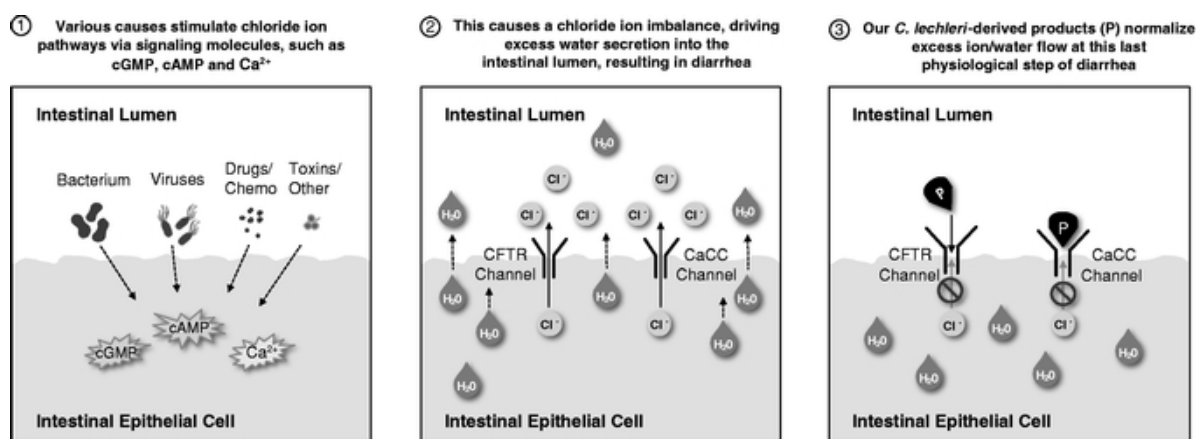 ① Various causes stimulate chloride ion
pathways via signaling molecules, such as
cGMP, cAMP and Ca²⁺
Intestinal Lumen
Bacterium
Viruses
Drugs/
Chemo
Toxins/
Other
cGMP
cAMP
Ca²⁺
Intestinal Epithelial Cell
② This causes a chloride ion imbalance, driving
excess water secretion into the
intestinal lumen, resulting in diarrhea
Intestinal Lumen
H₂0
Cl⁻
Cl⁻
H₂0
Cl⁻
Cl⁻
Cl⁻
Cl⁻
H₂0
CFTR
Channel
CaCC
Channel
H₂0
H₂0
H₂0
H₂0
Cl⁻
Cl⁻
H₂0
H₂0
Intestinal Epithelial Cell
③ Our C. lechleri-derived products (P) normalize
excess ion/water flow at this last
physiological step of diarrhea
Intestinal Lumen
P
P
CFTR
Channel
CaCC
Channel
H₂0
Cl⁻
H₂0
Cl⁻
H₂0
H₂0
H₂0
Intestinal Epithelial Cell